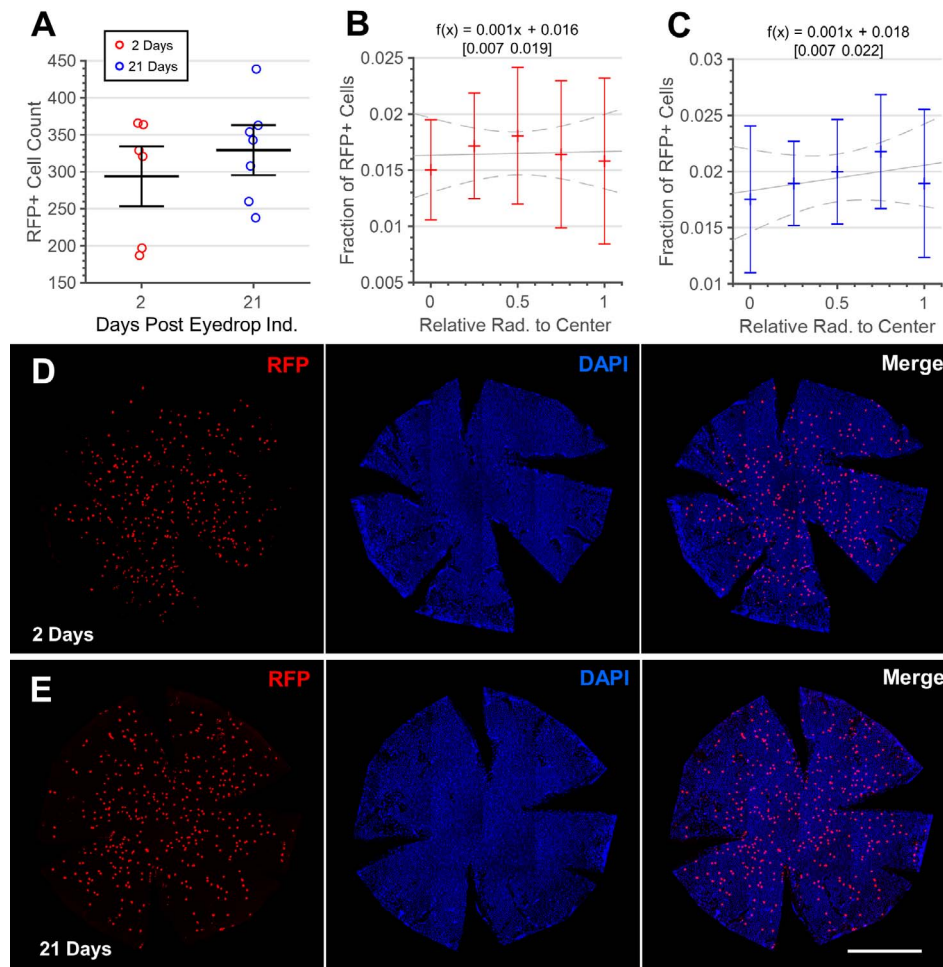 A
2 Days
21 Days
450
400
350
300
250
200
150
RFP+ Cell Count
2
21
Days Post Eyedrop Ind.
B
f(x) = 0.001x + 0.016
[0.007 0.019]
0.025
0.02
0.015
0.01
0.005
Fraction of RFP+ Cells
0
0.5
1
Relative Rad. to Center
C
f(x) = 0.001x + 0.018
[0.007 0.022]
0.03
0.025
0.02
0.015
0.01
Fraction of RFP+ Cells
0
0.5
1
Relative Rad. to Center
D
RFP
DAPI
Merge
2 Days
E
RFP
DAPI
Merge
21 Days